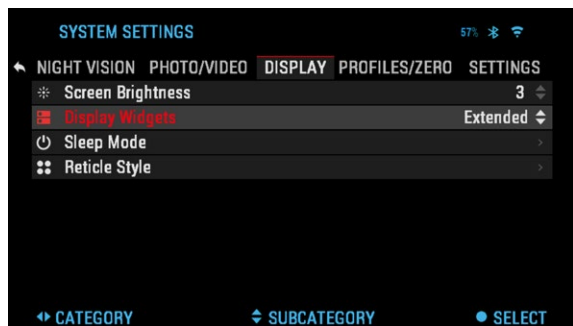 SYSTEM SETTINGS 57%
NIGHT VISION PHOTO/VIDEO DISPLAY PROFILES/ZERO SETTINGS
Screen Brightness 3
Display Widgets Extended
Sleep Mode
Reticle Style
CATEGORY SUBCATEGORY SELECT